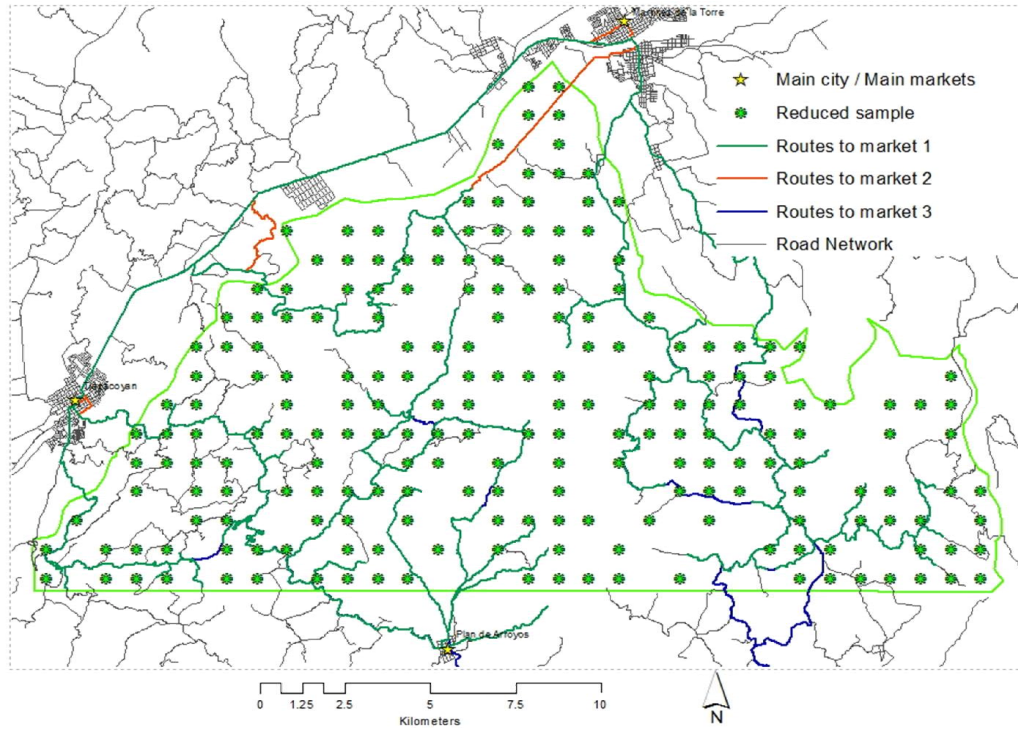 Martinez de la Torre
Main city / Main markets
Reduced sample
Routes to market 1
Routes to market 2
Routes to market 3
Road Network
Tlapacoyan
Plan de Arroyos
0 1.25 2.5 5 7.5 10
Kilometers
N